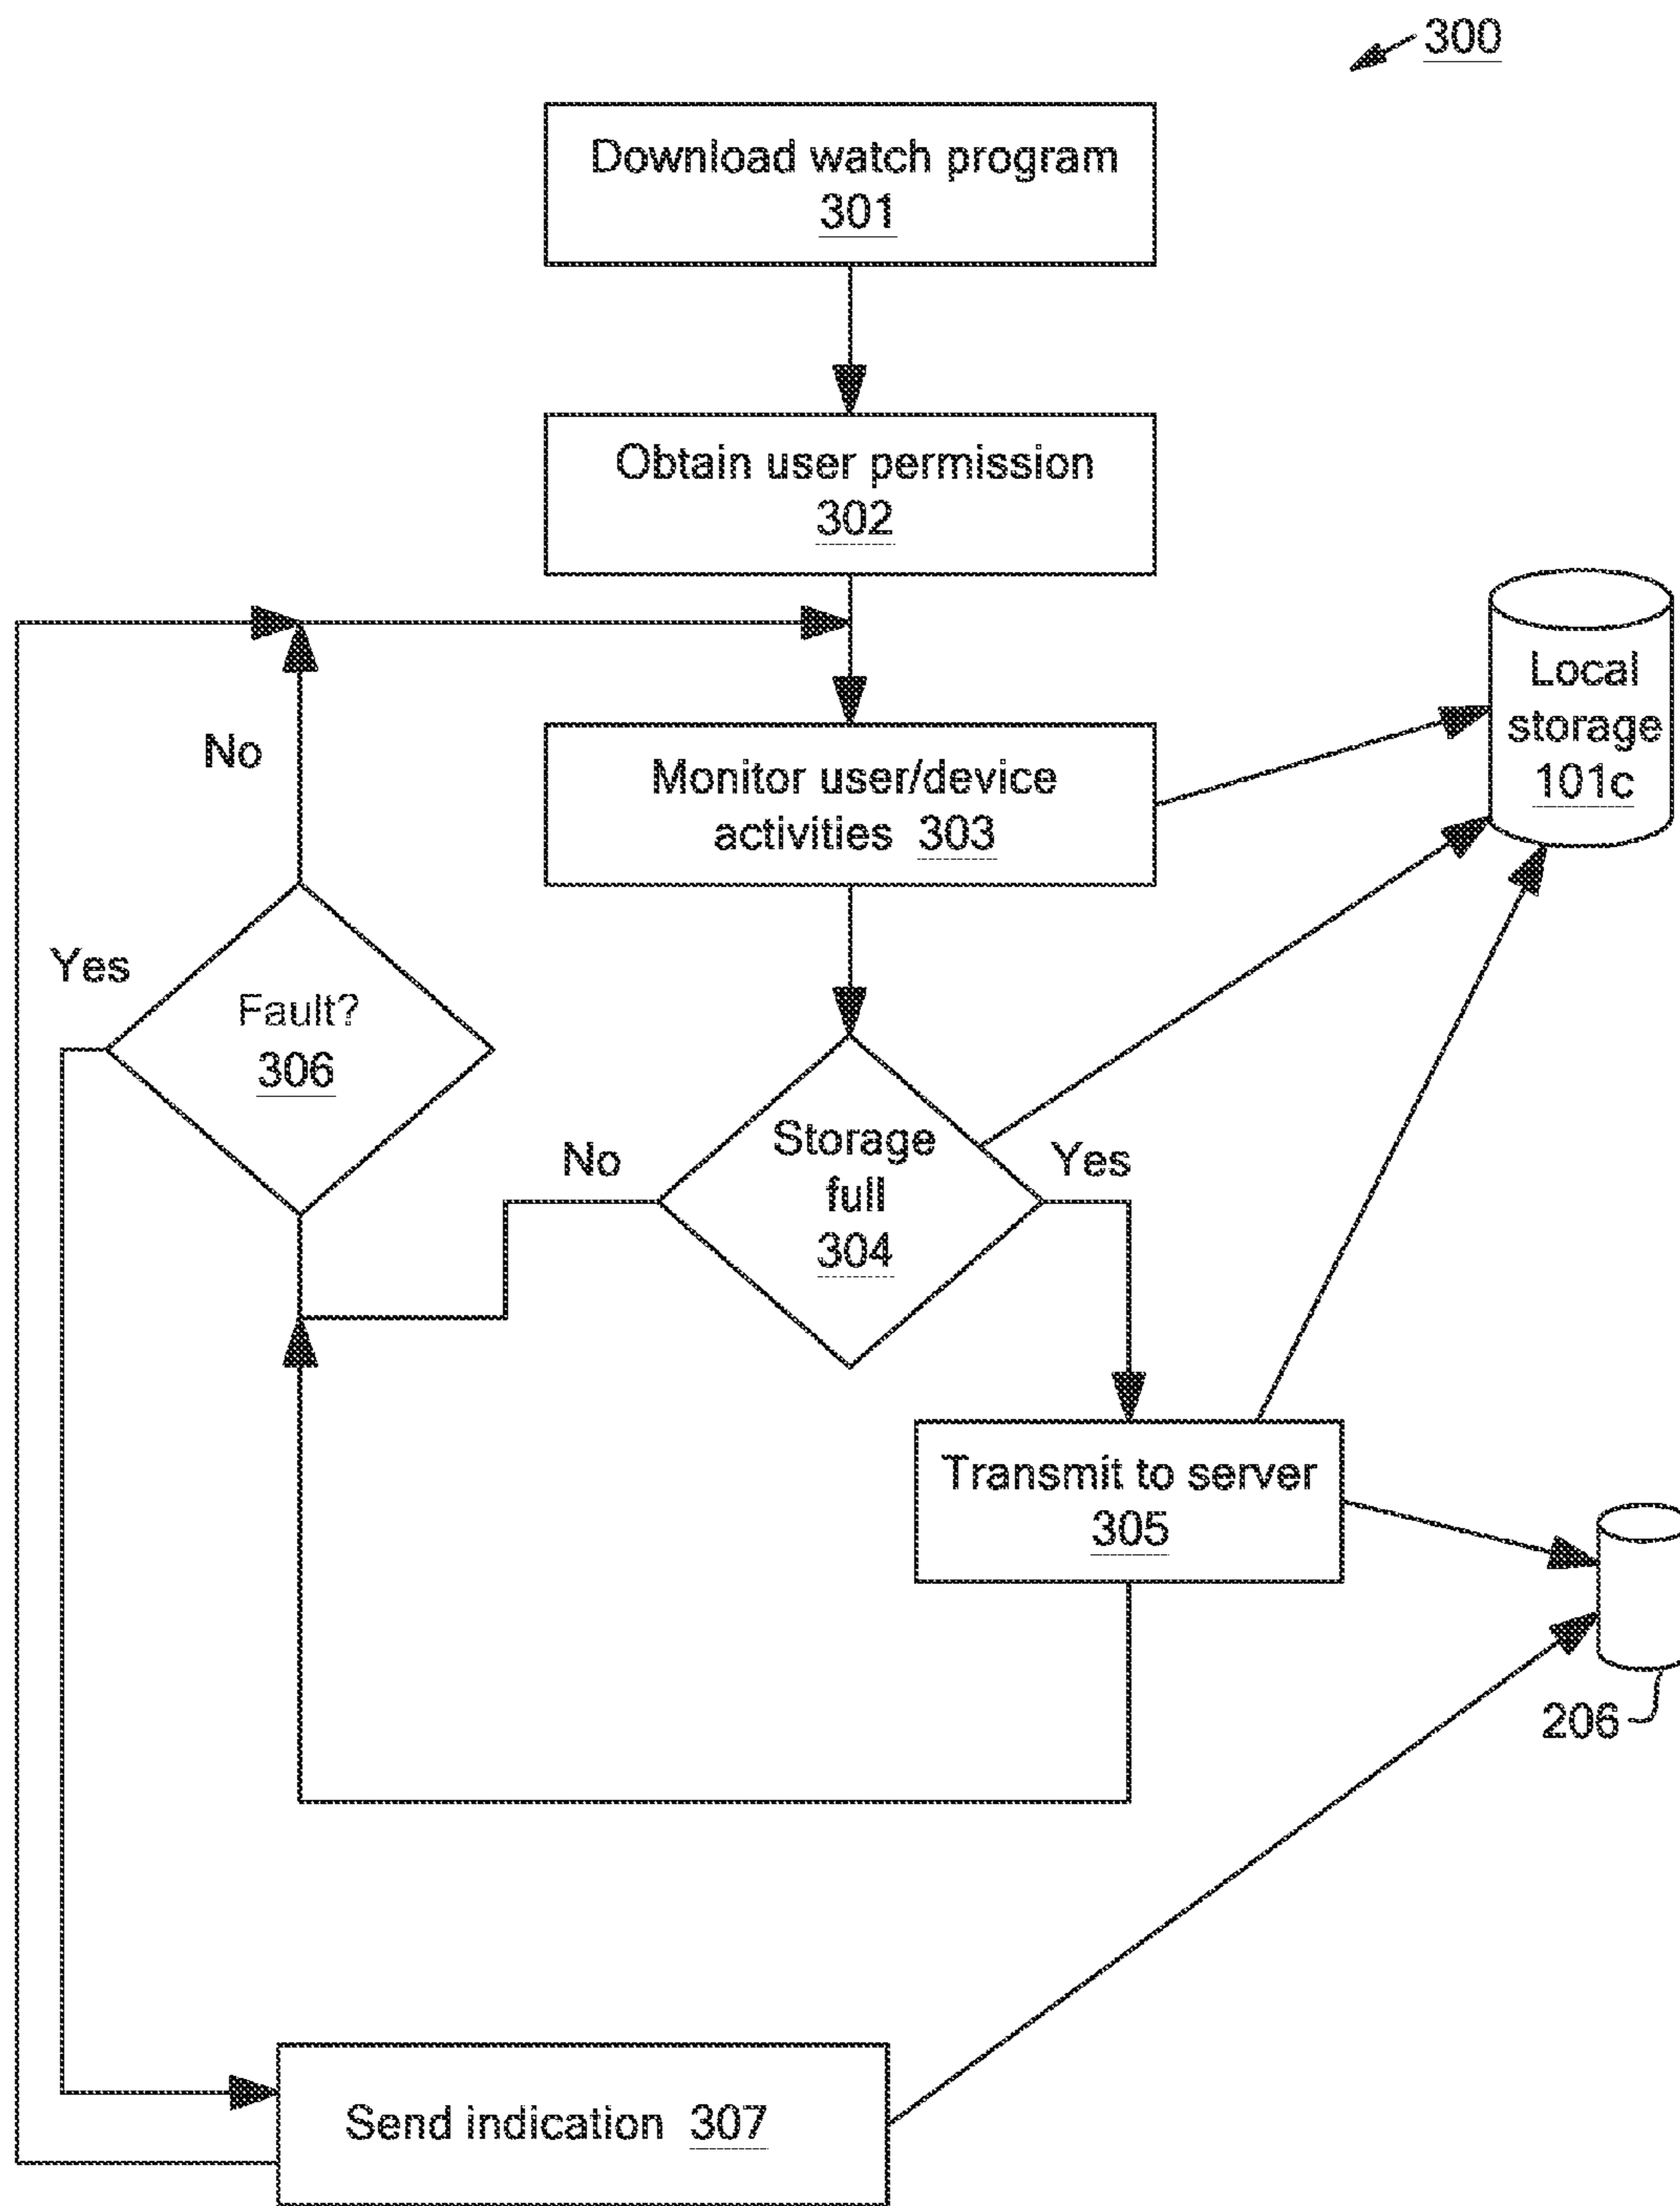 300
Download watch program
301
Obtain user permission
302
No
Monitor user/device
activities 303
Local
storage
101c
Yes
Fault?
306
No
Storage
full
304
Yes
Transmit to server
305
206
Send indication 307